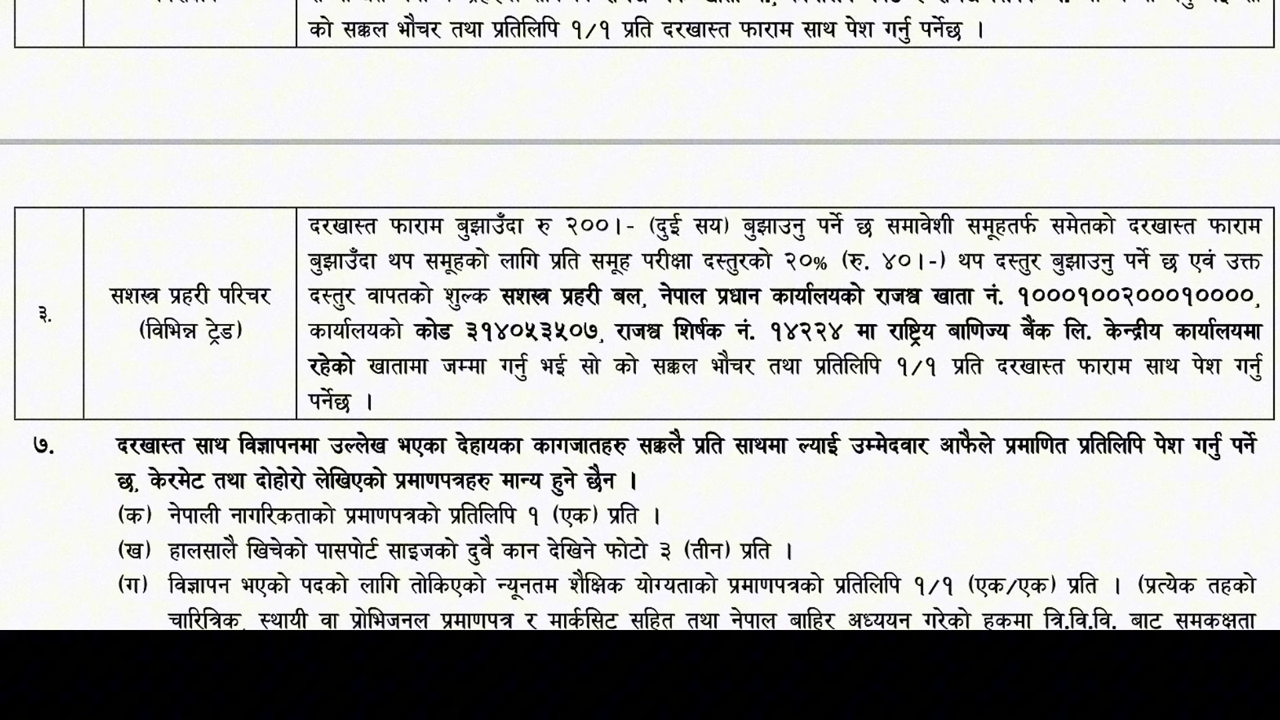 को सक्कल भौचर तथा प्रतिलिपि १/१ प्रति दरखास्त फाराम साथ पेश गर्नु पर्नेछ ।
दरखास्त फाराम बुझाउँदा रु २००।- (दुई सय) बुझाउनु पर्ने छ समावेशी समूहतर्फ समेतको दरखास्त फाराम
बुझाउँदा थप समूहको लागि प्रति समूह परीक्षा दस्तुरको २०% (रु. ४०।-) थप दस्तुर बुझाउनु पर्ने छ एवं उक्त
३.
सशस्त्र प्रहरी परिचर
(विभिन्न ट्रेड)
दस्तुर वापतको शुल्क सशस्त्र प्रहरी बल, नेपाल प्रधान कार्यालयको राजश्व खाता नं. १०००१००२०००१००००,
कार्यालयको कोड ३१४०५३५०७, राजश्व शिर्षक नं. १४२२४ मा राष्ट्रिय बाणिज्य बैंक लि. केन्द्रीय कार्यालयमा
रहेको खातामा जम्मा गर्नु भई सो को सक्कल भौचर तथा प्रतिलिपि १/१ प्रति दरखास्त फाराम साथ पेश गर्नु
पर्नेछ ।
७. दरखास्त साथ विज्ञापनमा उल्लेख भएका देहायका कागजातहरु सक्कलै प्रति साथमा ल्याई उम्मेदवार आफैले प्रमाणित प्रतिलिपि पेश गर्नु पर्ने
छ, केरमेट तथा दोहोरो लेखिएको प्रमाणपत्रहरु मान्य हुने छैन ।
(क) नेपाली नागरिकताको प्रमाणपत्रको प्रतिलिपि १ (एक) प्रति ।
(ख) हालसालै खिचेको पासपोर्ट साइजको दुवै कान देखिने फोटो ३ (तीन) प्रति ।
(ग) विज्ञापन भएको पदको लागि तोकिएको न्यूनतम शैक्षिक योग्यताको प्रमाणपत्रको प्रतिलिपि १/१ (एक/एक) प्रति । (प्रत्येक तहको
चारित्रिक, स्थायी वा प्रोभिजनल प्रमाणपत्र र मार्कसिट सहित तथा नेपाल बाहिर अध्ययन गरेको हकमा त्रि.वि.वि. बाट समकक्षता